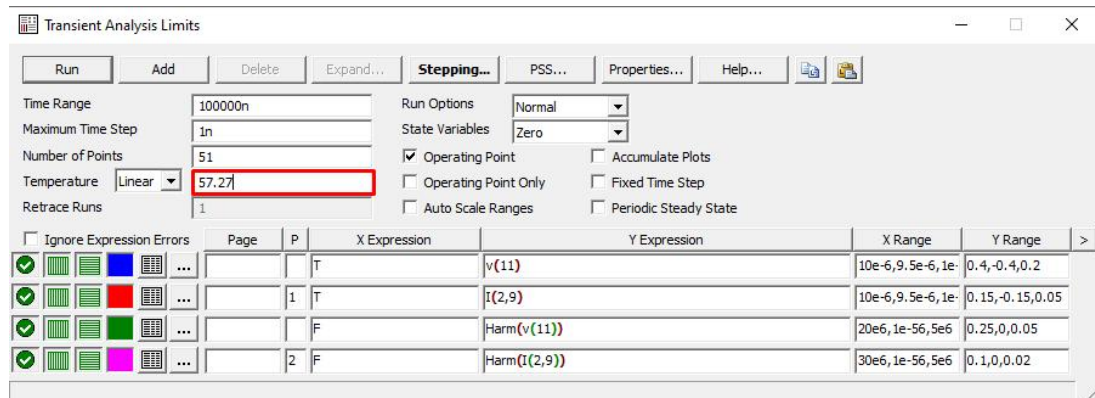 Transient Analysis Limits
Run Add Delete Expand... Stepping... PSS... Properties... Help...
Time Range 100000n Run Options Normal
Maximum Time Step 1n State Variables Zero
Number of Points 51 Operating Point Accumulate Plots
Temperature Linear 57.27 Operating Point Only Fixed Time Step
Retrace Runs 1 Auto Scale Ranges Periodic Steady State
Ignore Expression Errors Page P X Expression Y Expression X Range Y Range >
... T v(11) 10e-6,9.5e-6,1e- 0.4,-0.4,0.2
... 1 T I(2,9) 10e-6,9.5e-6,1e- 0.15,-0.15,0.05
... F Harm(v(11)) 20e6,1e-56,5e6 0.25,0,0.05
... 2 F Harm(I(2,9)) 30e6,1e-56,5e6 0.1,0,0.02